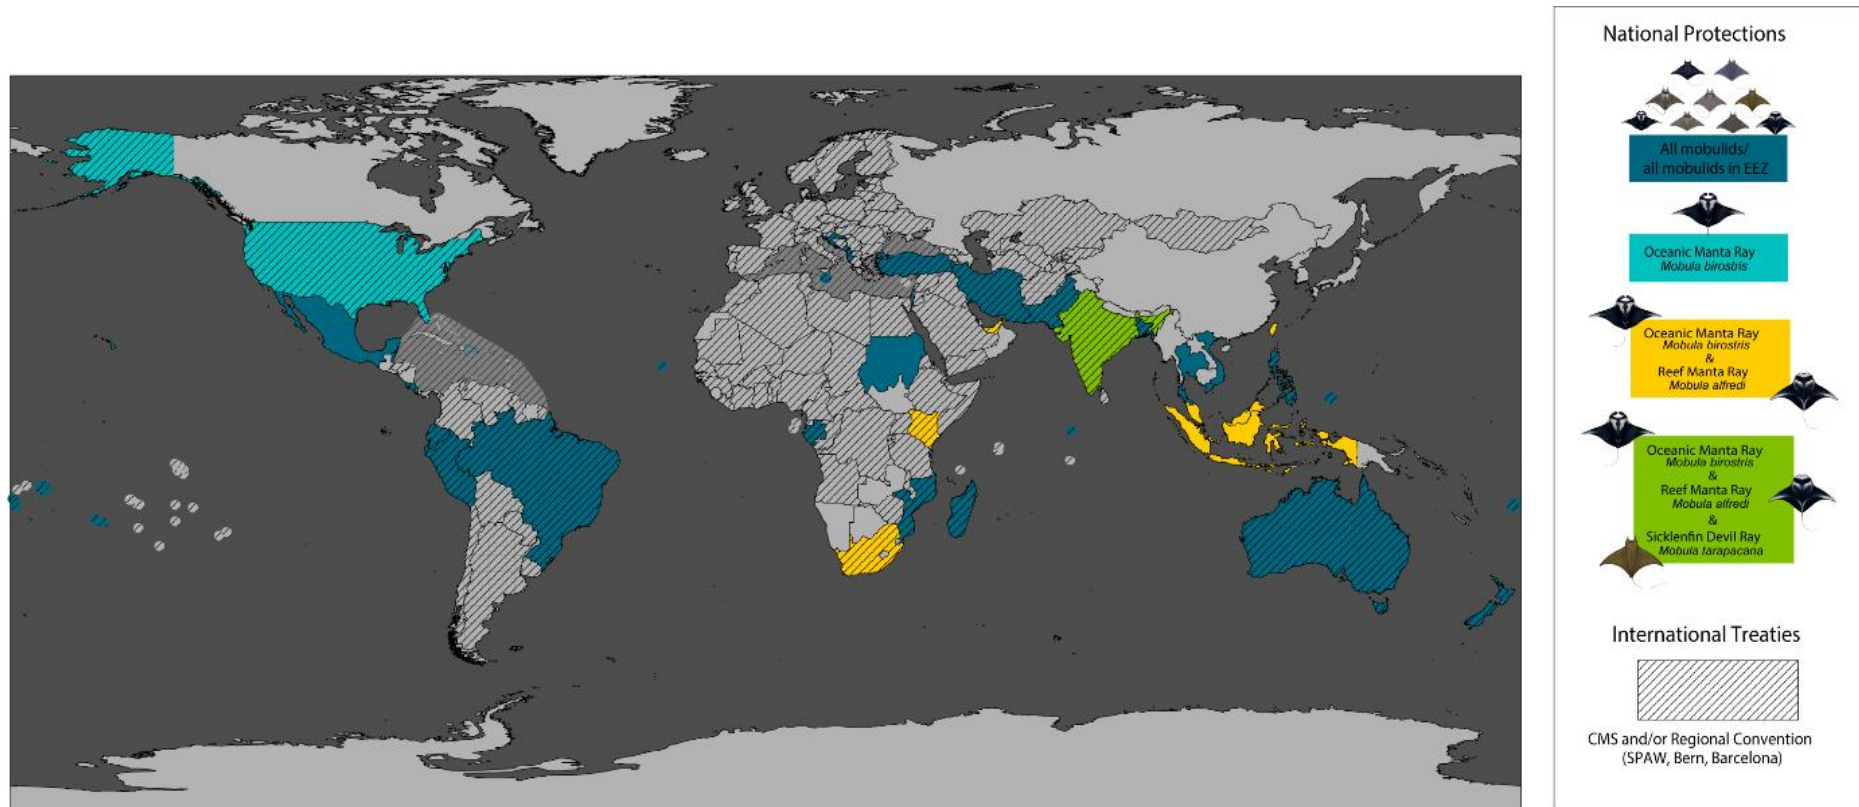 National Protections
All mobulids/
all mobulids in EEZ
Oceanic Manta Ray
Mobula birostris
Oceanic Manta Ray
Mobula birostris
&
Reef Manta Ray
Mobula alfredi
Oceanic Manta Ray
Mobula birostris
&
Reef Manta Ray
Mobula alfredi
&
Sicklenfin Devil Ray
Mobula tarapacana
International Treaties
CMS and/or Regional Convention
(SPAW, Bern, Barcelona)